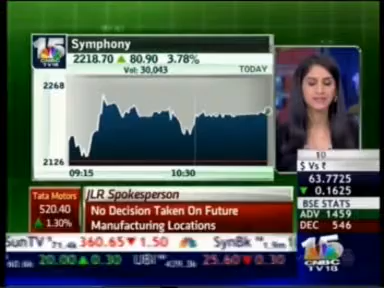 15
CNBC
TV18
Symphony
2218.70 ▲ 80.90 3.78%
Vol: 30,043
TODAY
2268
2126
09:15
10:30
10
$ Vs ₹
63.7725
▼ 0.1625
BSE STATS
ADV 1459
DEC 546
Tata Motors
520.40
▲ 1.30%
JLR Spokesperson
No Decision Taken On Future
Manufacturing Locations
SunTV 360.65 ▼ 1.50
SynBk
20.00 ▲ 0.30 UBI 25.60 ▼ 0.30
15
CNBC
TV18